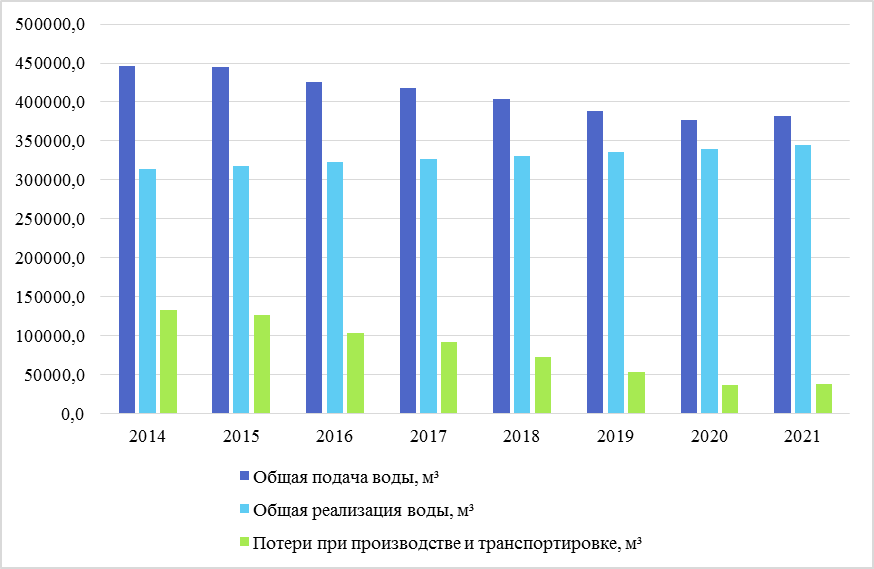 500000,0
450000,0
400000,0
350000,0
300000,0
250000,0
200000,0
150000,0
100000,0
50000,0
0,0
2014 2015 2016 2017 2018 2019 2020 2021
Общая подача воды, м³
Общая реализация воды, м³
Потери при производстве и транспортировке, м³